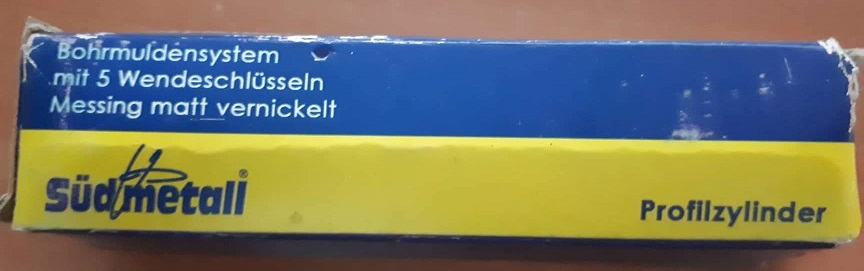 Bohrmuldensystem
mit 5 Wendeschlüsseln
Messing matt vernickelt
Südmetall®
Profilzylinder